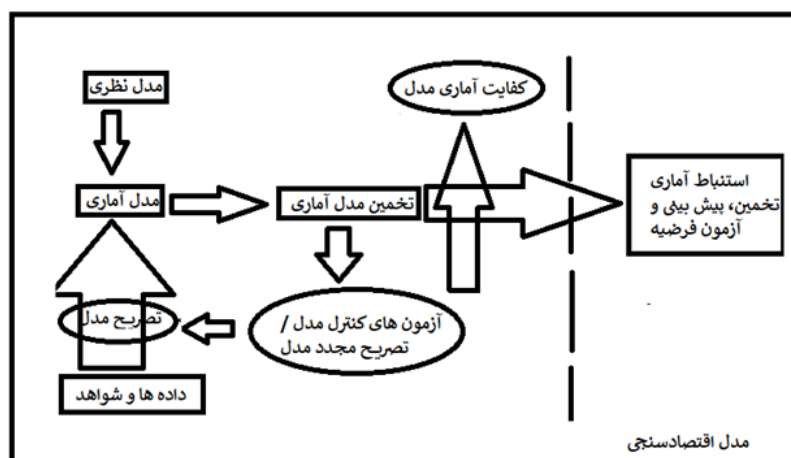 مدل نظری
کفایت آماری مدل
مدل آماری
تخمین مدل آماری
استنباط آماری
تخمین، پیش بینی و
آزمون فرضیه
تصریح مدل
آزمون های کنترل مدل /
تصریح مجدد مدل
داده ها و شواهد
مدل اقتصادسنجی